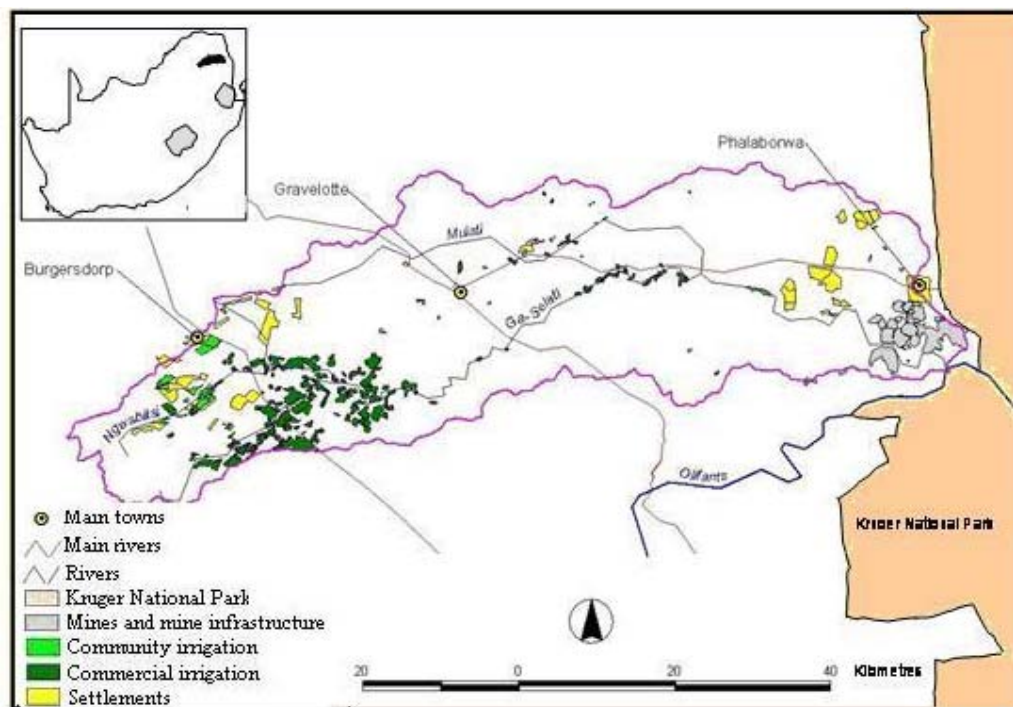 Phalaborwa
Gravelotte
Mulati
Burgersdorp
Ga-Selati
Olifants
Kruger National Park
Main towns
Main rivers
Rivers
Kruger National Park
Mines and mine infrastructure
Community irrigation
Commercial irrigation
Settlements
20 0 20 40
Kilometres